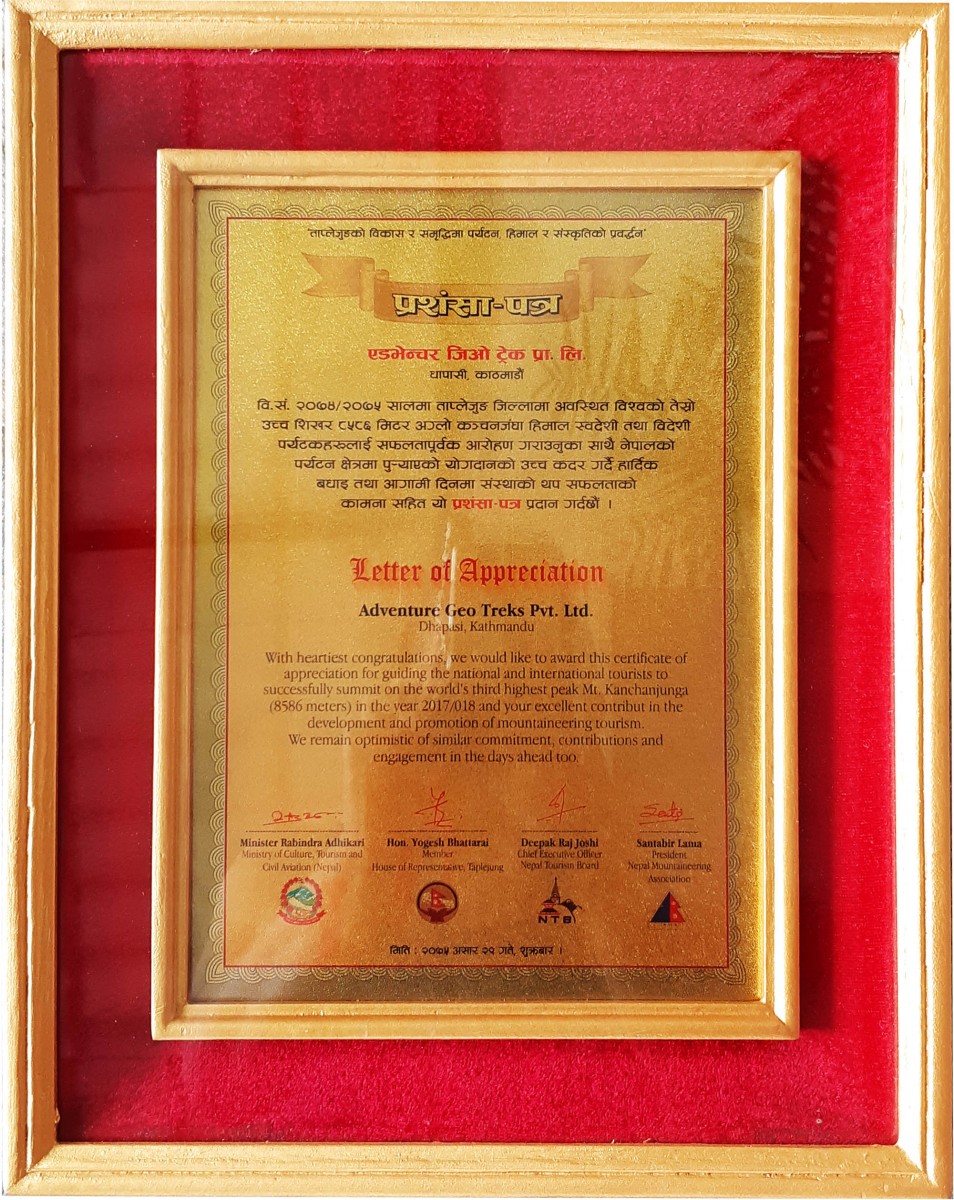 'ताप्लेजुङको विकास र समृद्धिमा पर्यटन, हिमाल र संस्कृतिको प्रवर्द्धन'
प्रशंसा-पत्र
एडभेन्चर जिओ ट्रेक प्रा. लि.
धापासी, काठमाडौं
वि.सं. २०७४/२०७५ सालमा ताप्लेजुङ जिल्लामा अवस्थित विश्वको तेस्रो
उच्च शिखर ८५८६ मिटर अग्लो कञ्चनजंघा हिमाल स्वदेशी तथा विदेशी
पर्यटकहरुलाई सफलतापूर्वक आरोहण गराउनुका साथै नेपालको
पर्यटन क्षेत्रमा पुऱ्याएको योगदानको उच्च कदर गर्दै हार्दिक
बधाइ तथा आगामी दिनमा संस्थाको थप सफलताको
कामना सहित यो प्रशंसा-पत्र प्रदान गर्दछौं ।
Letter of Appreciation
Adventure Geo Treks Pvt. Ltd.
Dhapasi, Kathmandu
With heartiest congratulations, we would like to award this certificate of
appreciation for guiding the national and international tourists to
successfully summit on the world's third highest peak Mt. Kanchanjunga
(8586 meters) in the year 2017/018 and your excellent contribut in the
development and promotion of mountaineering tourism.
We remain optimistic of similar commitment, contributions and
engagement in the days ahead too.
Minister Rabindra Adhikari
Ministry of Culture, Tourism and
Civil Aviation (Nepal)
Hon. Yogesh Bhattarai
Member
House of Representative, Taplejung
Deepak Raj Joshi
Chief Executive Officer
Nepal Tourism Board
Santabir Lama
President
Nepal Mountaineering
Association
NTB
मिति : २०७५ असार २९ गते, शुक्रबार ।